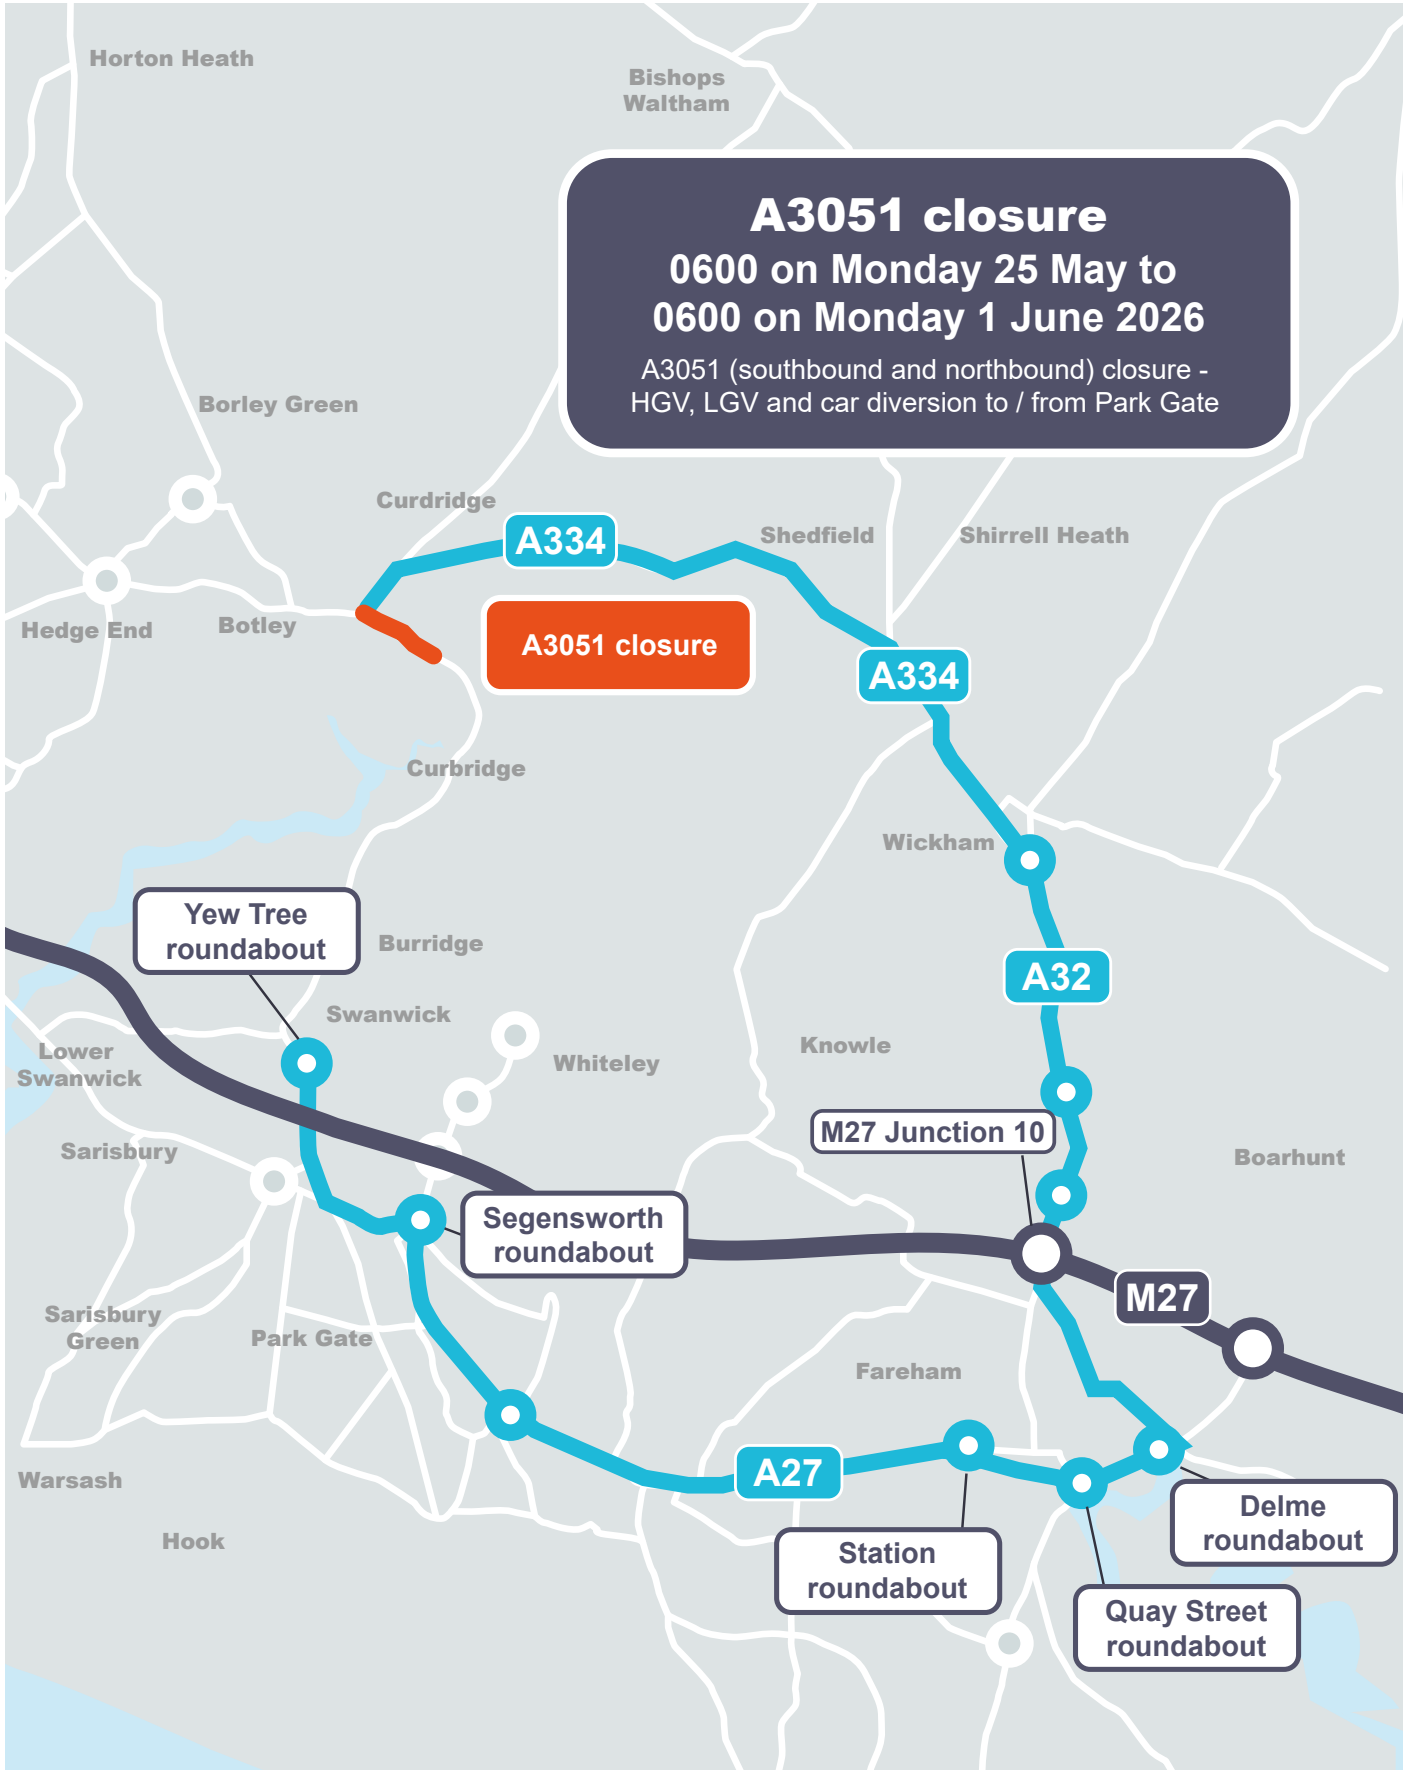 Horton Heath
Bishops
Waltham
A3051 closure
0600 on Monday 25 May to
0600 on Monday 1 June 2026
A3051 (southbound and northbound) closure -
HGV, LGV and car diversion to / from Park Gate
Borley Green
Curdridge
A334
Shedfield
Shirrell Heath
Hedge End
Botley
A3051 closure
A334
Curbridge
Wickham
Yew Tree
roundabout
Burridge
A32
Swanwick
Lower
Swanwick
Whiteley
Knowle
M27 Junction 10
Sarisbury
Boarhunt
Segensworth
roundabout
M27
Sarisbury
Green
Park Gate
Fareham
Warsash
A27
Delme
roundabout
Hook
Station
roundabout
Quay Street
roundabout